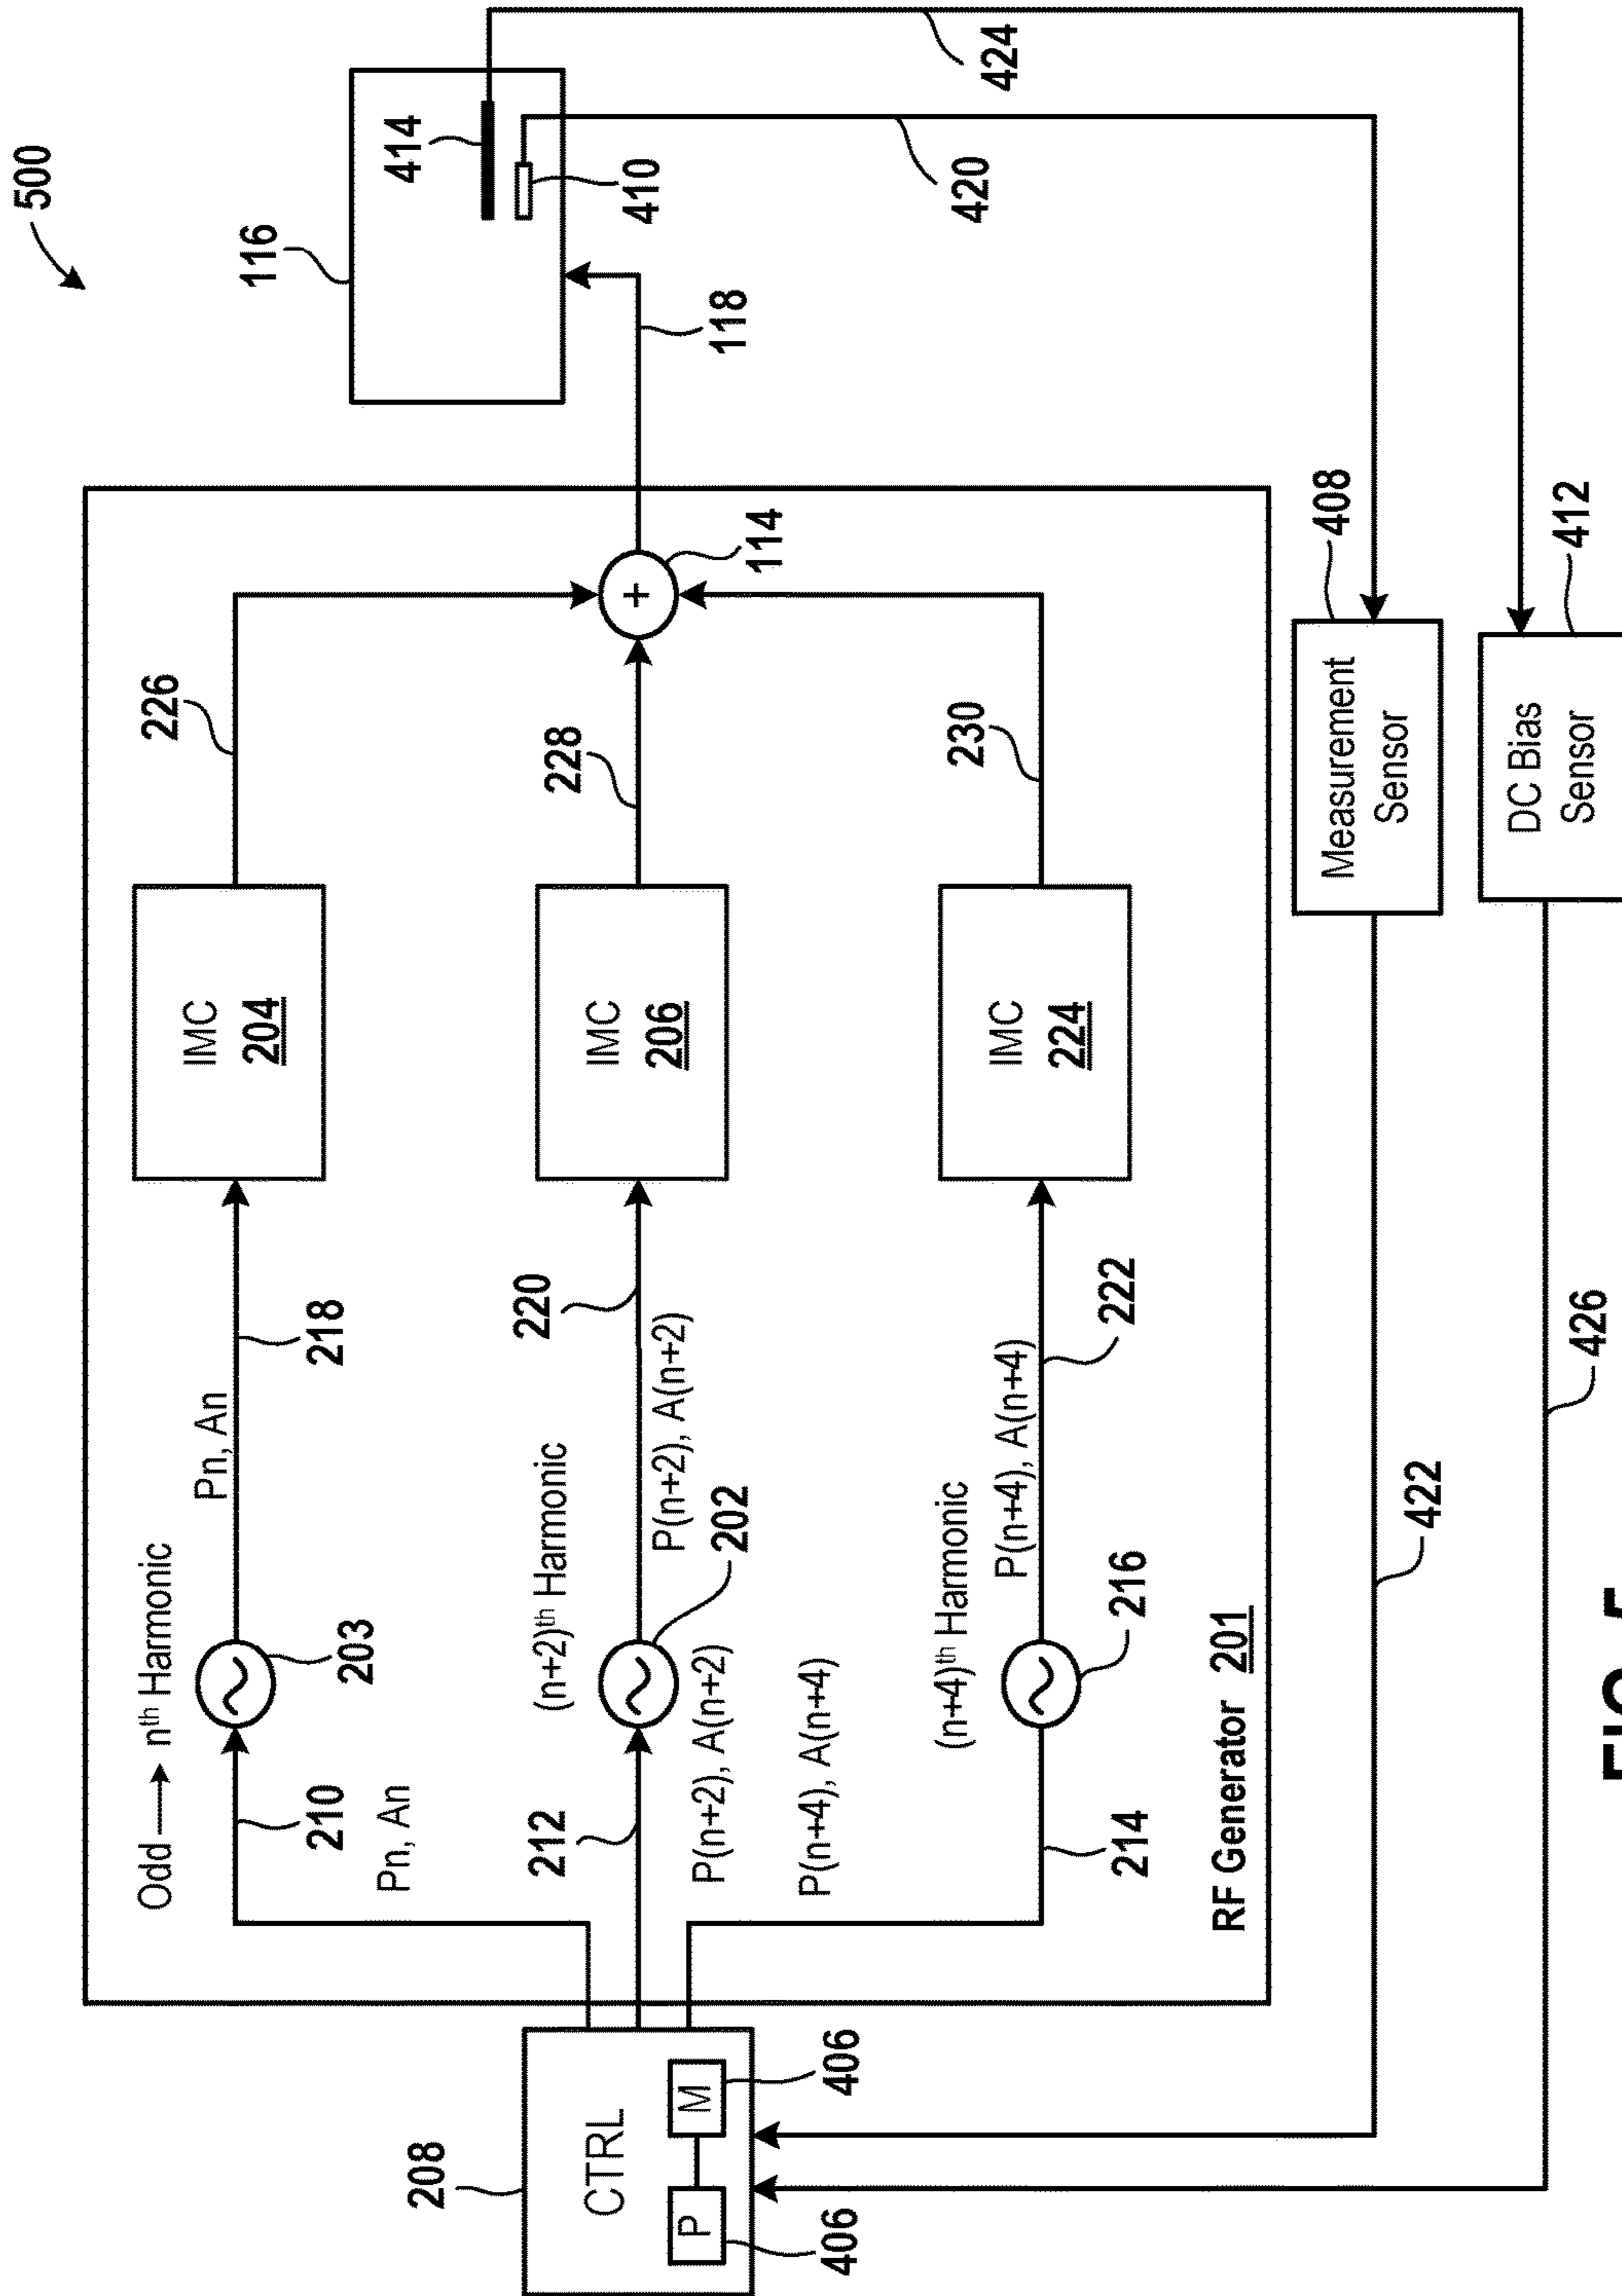 500
116
414
410
118
424
420
226
228
230
114
IMC
204
IMC
206
IMC
224
408
Measurement
Sensor
412
DC Bias
Sensor
Odd → nth Harmonic
Pn, An
218
203
210
Pn, An
(n+2)th Harmonic
220
P(n+2), A(n+2)
202
212
P(n+2), A(n+2)
P(n+4), A(n+4)
(n+4)th Harmonic
P(n+4), A(n+4)
222
216
214
RF Generator 201
208
CTRL
P
M
406
406
422
426